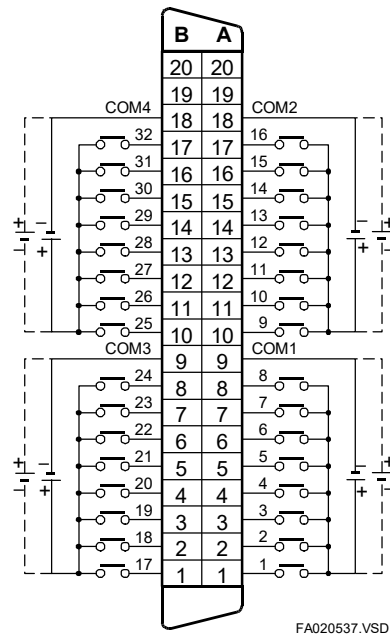 B A
20 20
19 19
COM4 18 18 COM2
32 17 17 16
31 16 16 15
30 15 15 14
29 14 14 13
28 13 13 12
27 12 12 11
26 11 11 10
25 10 10 9
COM3 9 9 COM1
24 8 8 8
23 7 7 7
22 6 6 6
21 5 5 5
20 4 4 4
19 3 3 3
18 2 2 2
17 1 1 1
+ − − +
− + + −
+ − − +
− + + −
FA020537.VSD